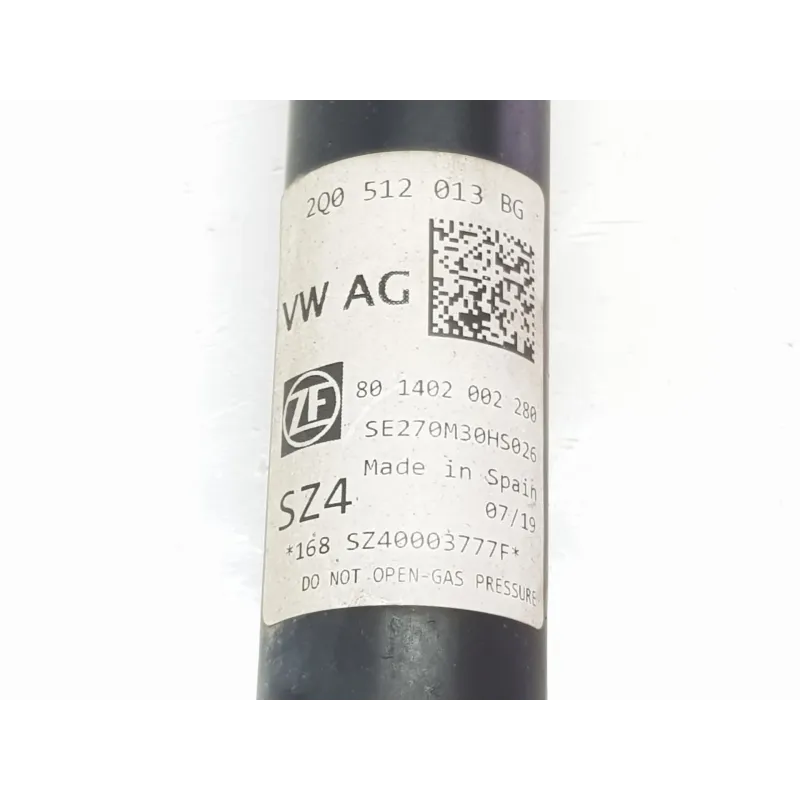 2Q0 512 013 BG
VW AG
ZF
80 1402 002 280
SE270M30HS026
Made in Spain
SZ4
07/19
*168 SZ40003777F*
DO NOT OPEN-GAS PRESSURE